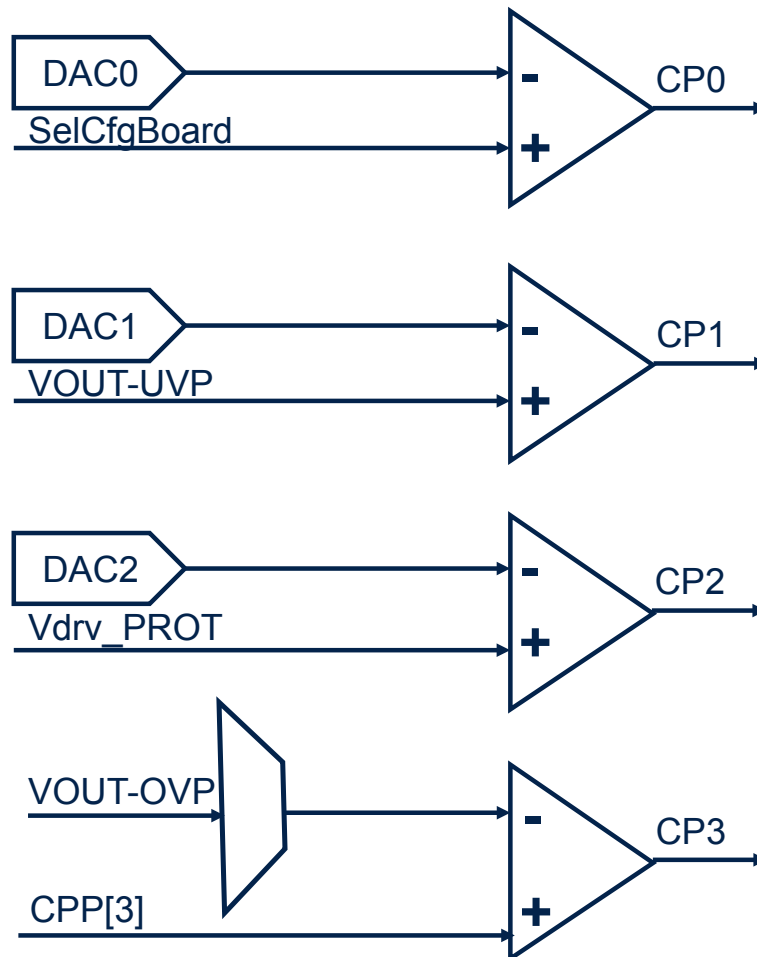 DAC0
SelCfgBoard
-
+
CP0
DAC1
VOUT-UVP
-
+
CP1
DAC2
Vdrv_PROT
-
+
CP2
VOUT-OVP
CPP[3]
-
+
CP3